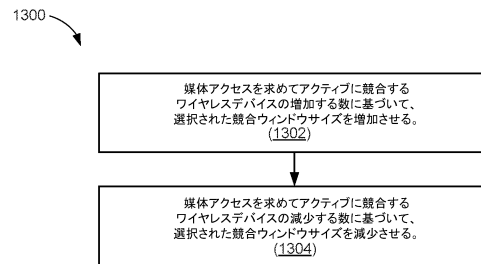 1300
媒体アクセスを求めてアクティブに競合する
ワイヤレスデバイスの増加する数に基づいて、
選択された競合ウィンドウサイズを増加させる。
(1302)
媒体アクセスを求めてアクティブに競合する
ワイヤレスデバイスの減少する数に基づいて、
選択された競合ウィンドウサイズを減少させる。
(1304)